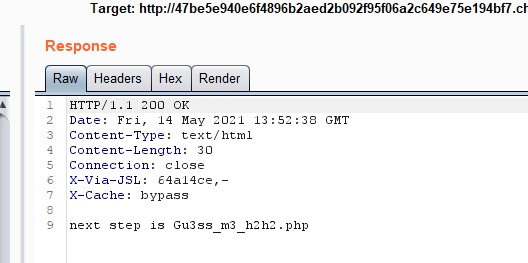 Target: http://47be5e940e6f4896b2aed2b092f95f06a2c649e75e194bf7.ch
Response
Raw Headers Hex Render
1 HTTP/1.1 200 OK
2 Date: Fri, 14 May 2021 13:52:38 GMT
3 Content-Type: text/html
4 Content-Length: 30
5 Connection: close
6 X-Via-JSL: 64a14ce,-
7 X-Cache: bypass
8
9 next step is Gu3ss_m3_h2h2.php